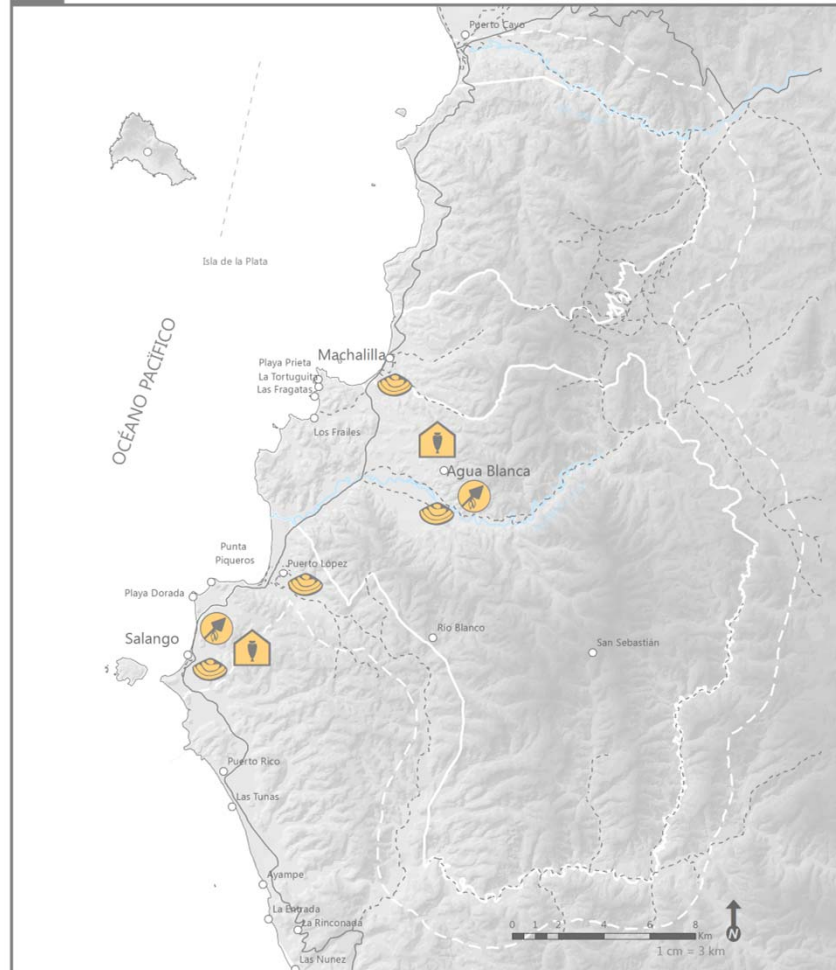 Puerto Cayo
Isla de la Plata
OCÉANO PACÏFICO
Machalilla
Playa Prieta
La Tortuguita
Las Fragatas
Los Frailes
Agua Blanca
Punta
Piqueros
Puerto López
Playa Dorada
Salango
Río Blanco
San Sebastián
Puerto Rico
Las Tunas
Ayampe
La Entrada
La Rinconada
Las Nunez
0 1 2 4 6 8
Km
N
1 cm = 3 km